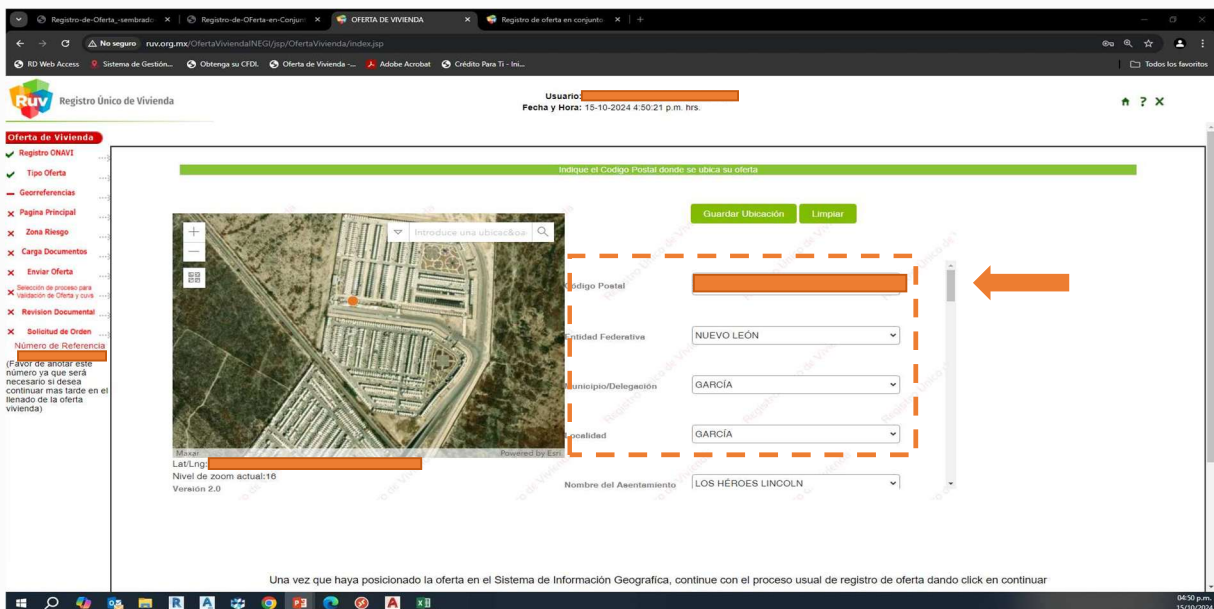 Registro-de-Oferta_-sembrado
Registro-de-OFerta-en-Conjun
OFERTA DE VIVIENDA
Registro de oferta en conjunto
No seguro
ruv.org.mx/OfertaViviendaINEGI/jsp/OfertaVivienda/index.jsp
RD Web Access
Sistema de Gestión...
Obtenga su CFDI.
Oferta de Vivienda -...
Adobe Acrobat
Crédito Para Ti - Ini...
Todos los favoritos
Ruv
Registro Único de Vivienda
Usuario:
Fecha y Hora: 15-10-2024 4:50:21 p.m. hrs.
Oferta de Vivienda
Registro ONAVI
Tipo Oferta
Georreferencias
Pagina Principal
Zona Riesgo
Carga Documentos
Enviar Oferta
Selección de proceso para
Validación de Oferta y cuvs
Revision Documental
Solicitud de Orden
Número de Referencia
(Favor de anotar este
número ya que será
necesario si desea
continuar mas tarde en el
llenado de la oferta
vivienda)
Indique el Codigo Postal donde se ubica su oferta
Guardar Ubicación
Limpiar
Introduce una ubicac&oa
Código Postal
Entidad Federativa
NUEVO LEÓN
Municipio/Delegación
GARCÍA
Localidad
GARCÍA
Nombre del Asentamiento
LOS HÉROES LINCOLN
Maxar
Powered by Esri
Lat/Lng:
Nivel de zoom actual:16
Versión 2.0
Una vez que haya posicionado la oferta en el Sistema de Información Geografica, continue con el proceso usual de registro de oferta dando click en continuar
04:50 p.m.
15/10/2024